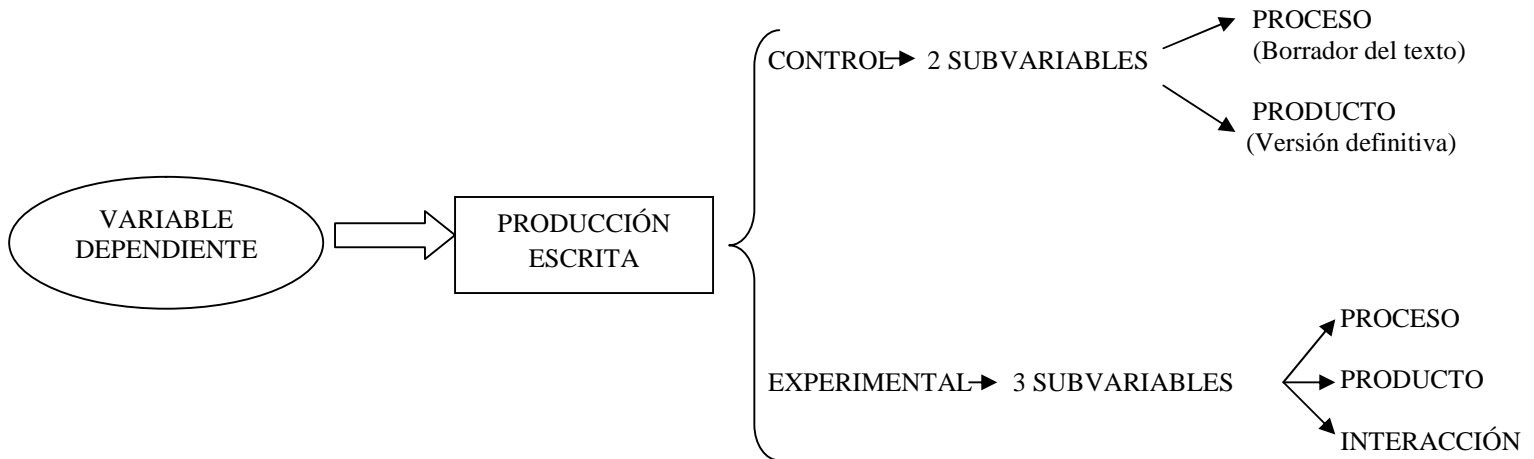 VARIABLE
DEPENDIENTE
PRODUCCIÓN
ESCRITA
CONTROL 2 SUBVARIABLES
PROCESO
(Borrador del texto)
PRODUCTO
(Versión definitiva)
EXPERIMENTAL 3 SUBVARIABLES
PROCESO
PRODUCTO
INTERACCIÓN